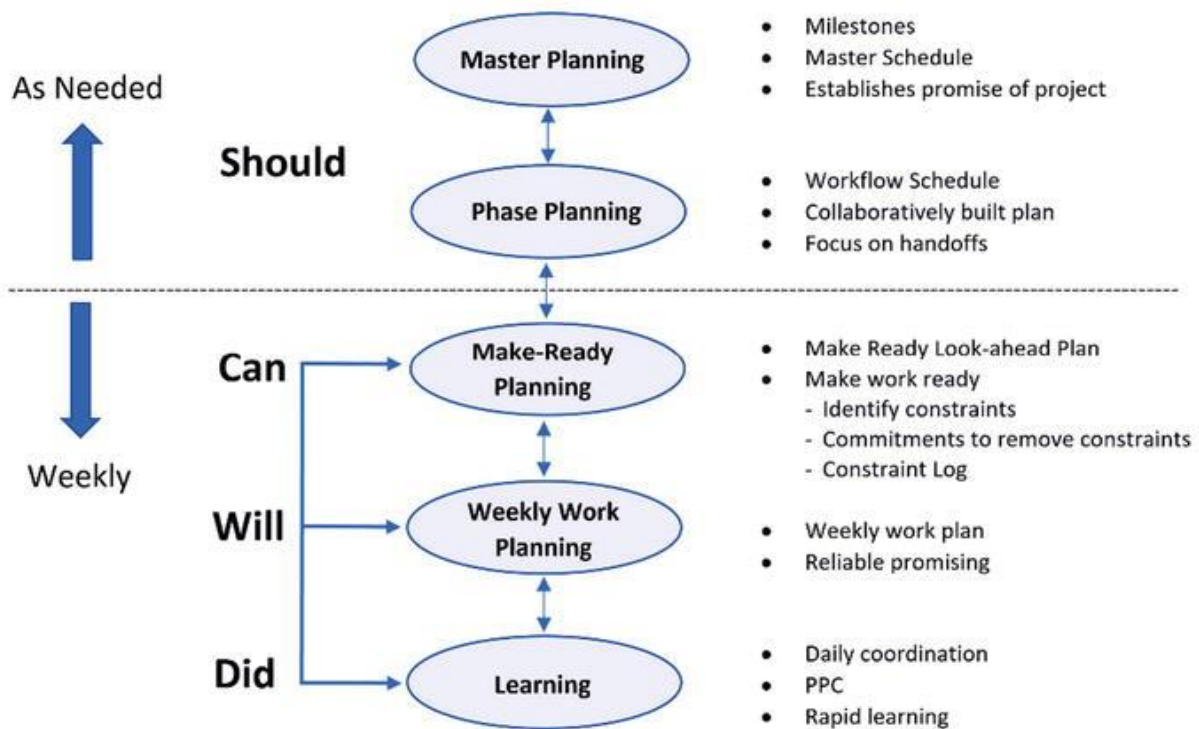 As Needed
Weekly
Should
Can
Will
Did
Master Planning
Phase Planning
Make-Ready
Planning
Weekly Work
Planning
Learning
• Milestones
• Master Schedule
• Establishes promise of project
• Workflow Schedule
• Collaboratively built plan
• Focus on handoffs
• Make Ready Look-ahead Plan
• Make work ready
- Identify constraints
- Commitments to remove constraints
- Constraint Log
• Weekly work plan
• Reliable promising
• Daily coordination
• PPC
• Rapid learning